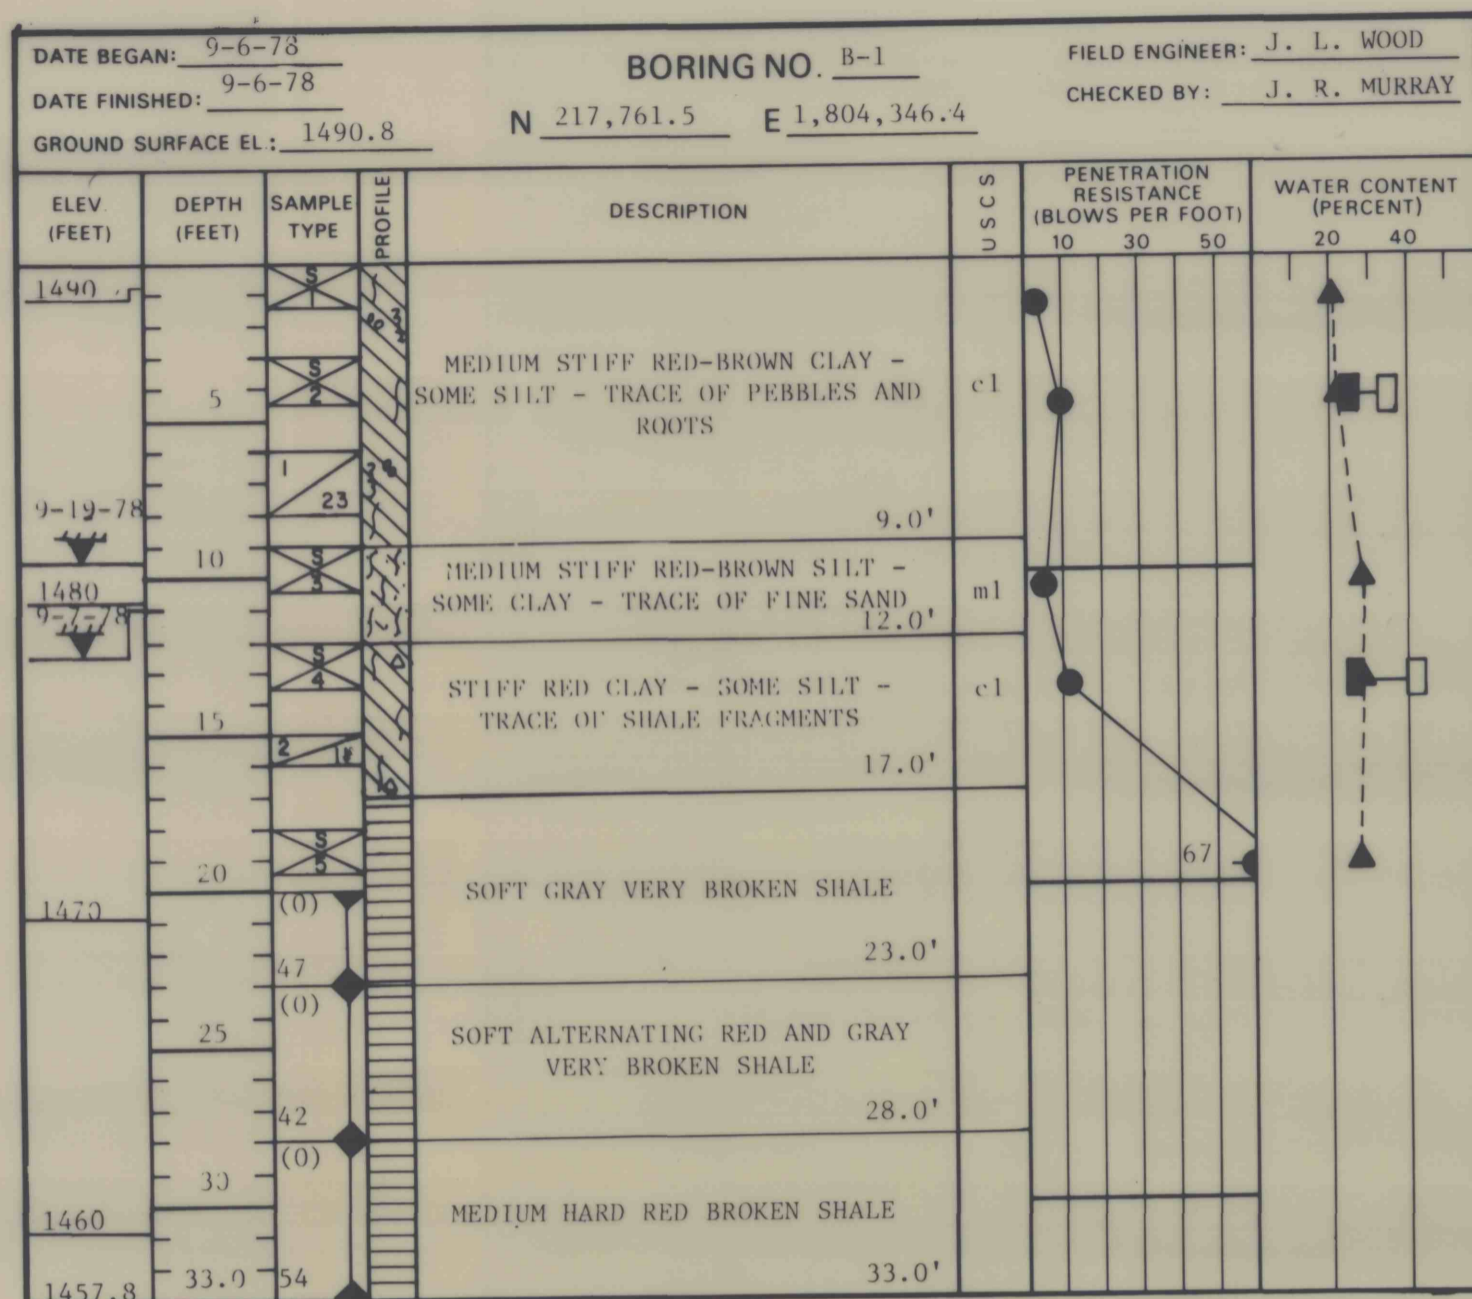 DATE BEGAN: 9-6-78
DATE FINISHED: 9-6-78
GROUND SURFACE EL.: 1490.8
BORING NO. B-1
N 217,761.5 E 1,804,346.4
FIELD ENGINEER: J. L. WOOD
CHECKED BY: J. R. MURRAY
ELEV. (FEET)
DEPTH (FEET)
SAMPLE TYPE
PROFILE
DESCRIPTION
USCS
PENETRATION
RESISTANCE
(BLOWS PER FOOT)
10 30 50
WATER CONTENT
(PERCENT)
20 40
1490
S 1
S 2
5
MEDIUM STIFF RED-BROWN CLAY -
SOME SILT - TRACE OF PEBBLES AND
ROOTS
cl
1
23
9-19-78
9.0'
10
S 3
MEDIUM STIFF RED-BROWN SILT -
SOME CLAY - TRACE OF FINE SAND
12.0'
ml
1480
9-7-78
S 4
STIFF RED CLAY - SOME SILT -
TRACE OF SHALE FRAGMENTS
cl
15
2
17.0'
S 5
20
67
SOFT GRAY VERY BROKEN SHALE
1470
(0)
23.0'
47
(0)
25
SOFT ALTERNATING RED AND GRAY
VERY BROKEN SHALE
28.0'
42
(0)
30
MEDIUM HARD RED BROKEN SHALE
1460
33.0'
33.0
54
1457.8